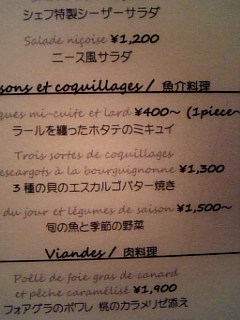 シェフ特製シーザーサラダ
Salade niçoise ¥1,200
ニース風サラダ
sons et coquillages / 魚介料理
ques mi-cuite et lard ¥400～ (1piece~
ラールを纏ったホタテのミキュイ
Trois sortes de coquillages
escargots à la bourguignonne ¥1,300
3種の貝のエスカルゴバター焼き
du jour et légumes de saison ¥1,500～
旬の魚と季節の野菜
Viandes / 肉料理
Poêlé de foie gras de canard
et pêche caramélisé ¥1,900
フォアグラのポワレ 桃のカラメリゼ添え